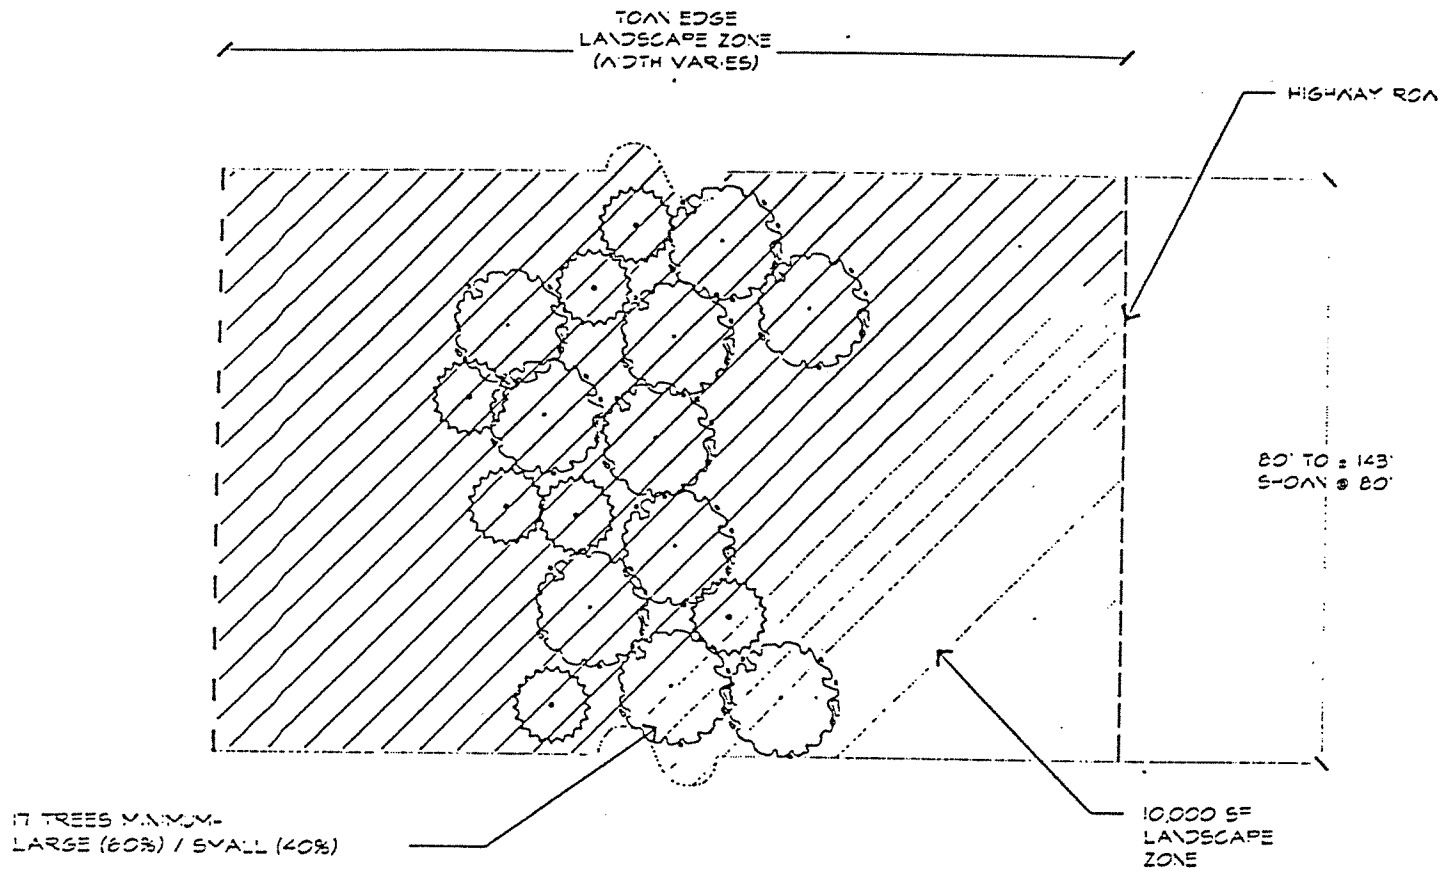 TOWN EDGE
LANDSCAPE ZONE
(WIDTH VARIES)
HIGHWAY ROW
80' TO ± 143'
SHOWN @ 80'
17 TREES MINIMUM-
LARGE (60%) / SMALL (40%)
10,000 SF
LANDSCAPE
ZONE